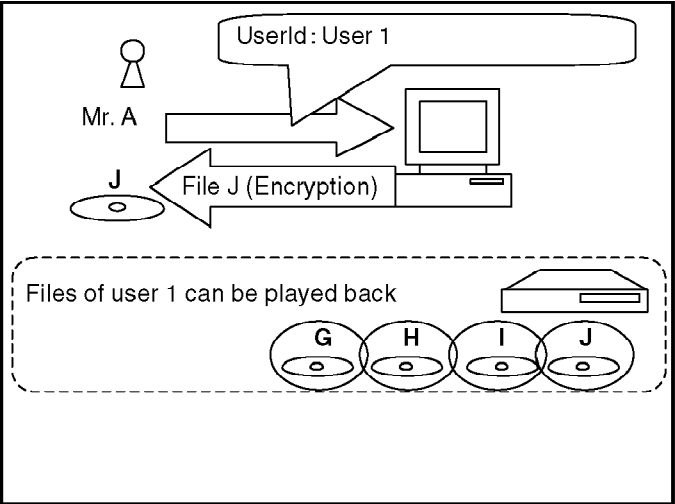 UserId: User 1
Mr. A
J
File J (Encryption)
Files of user 1 can be played back
G H I J